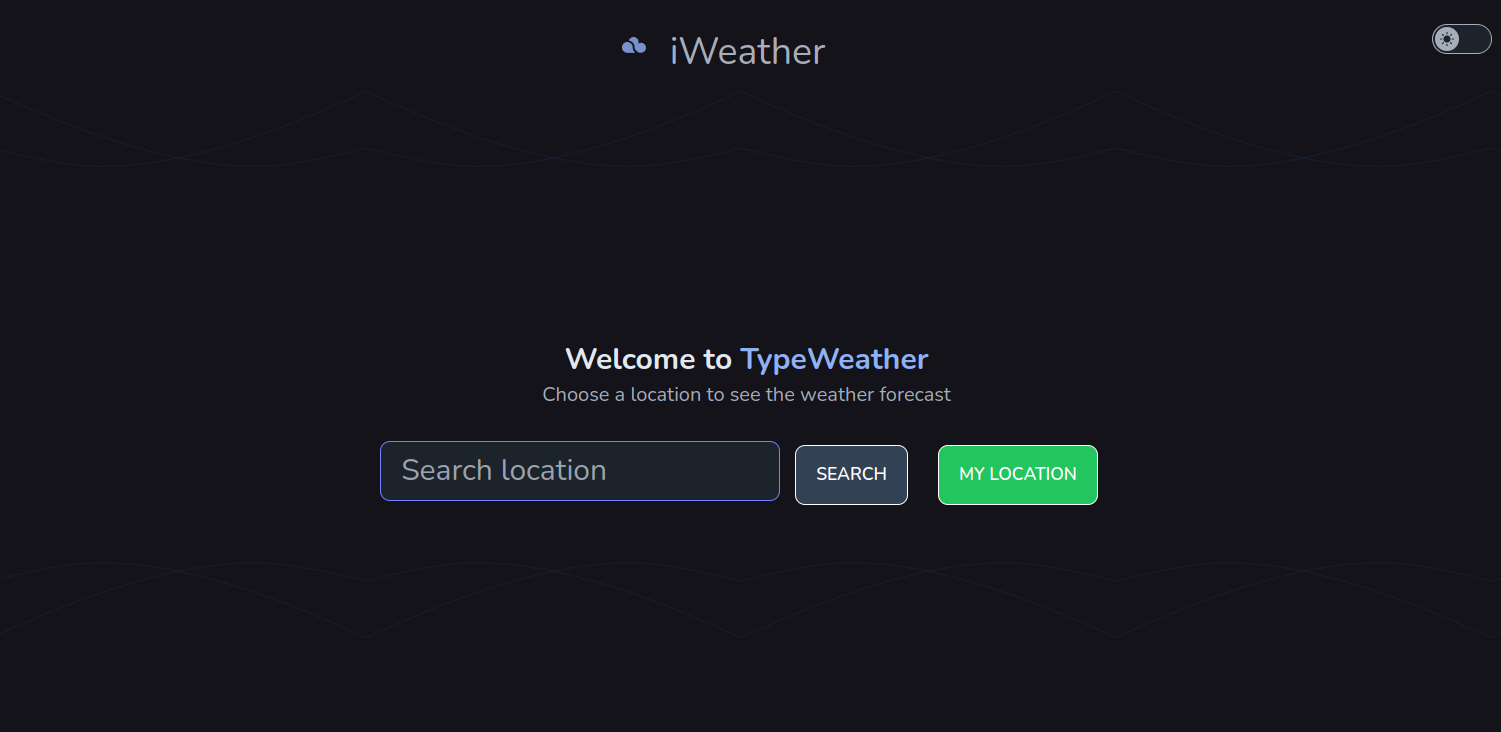 iWeather
Welcome to TypeWeather
Choose a location to see the weather forecast
Search location
SEARCH
MY LOCATION